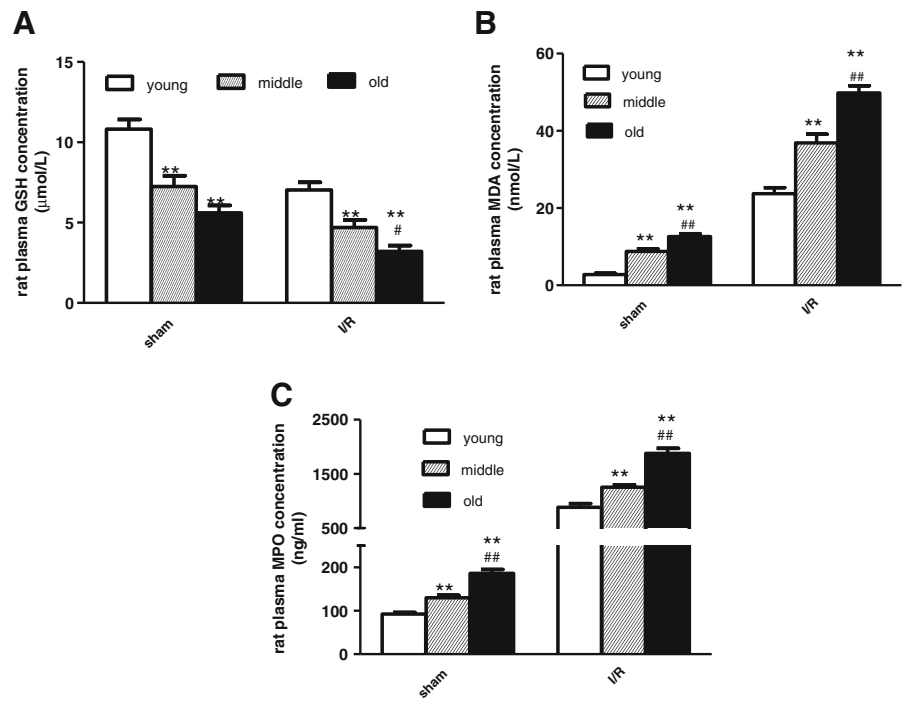 A
rat plasma GSH concentration
(μmol/L)
15
10
5
0
young
middle
old
**
**
**
**
#
sham
I/R
B
rat plasma MDA concentration
(nmol/L)
60
40
20
0
young
middle
old
**
**
##
**
**
##
sham
I/R
C
rat plasma MPO concentration
(ng/ml)
2500
1500
500
200
100
0
young
middle
old
**
**
##
**
**
##
sham
I/R